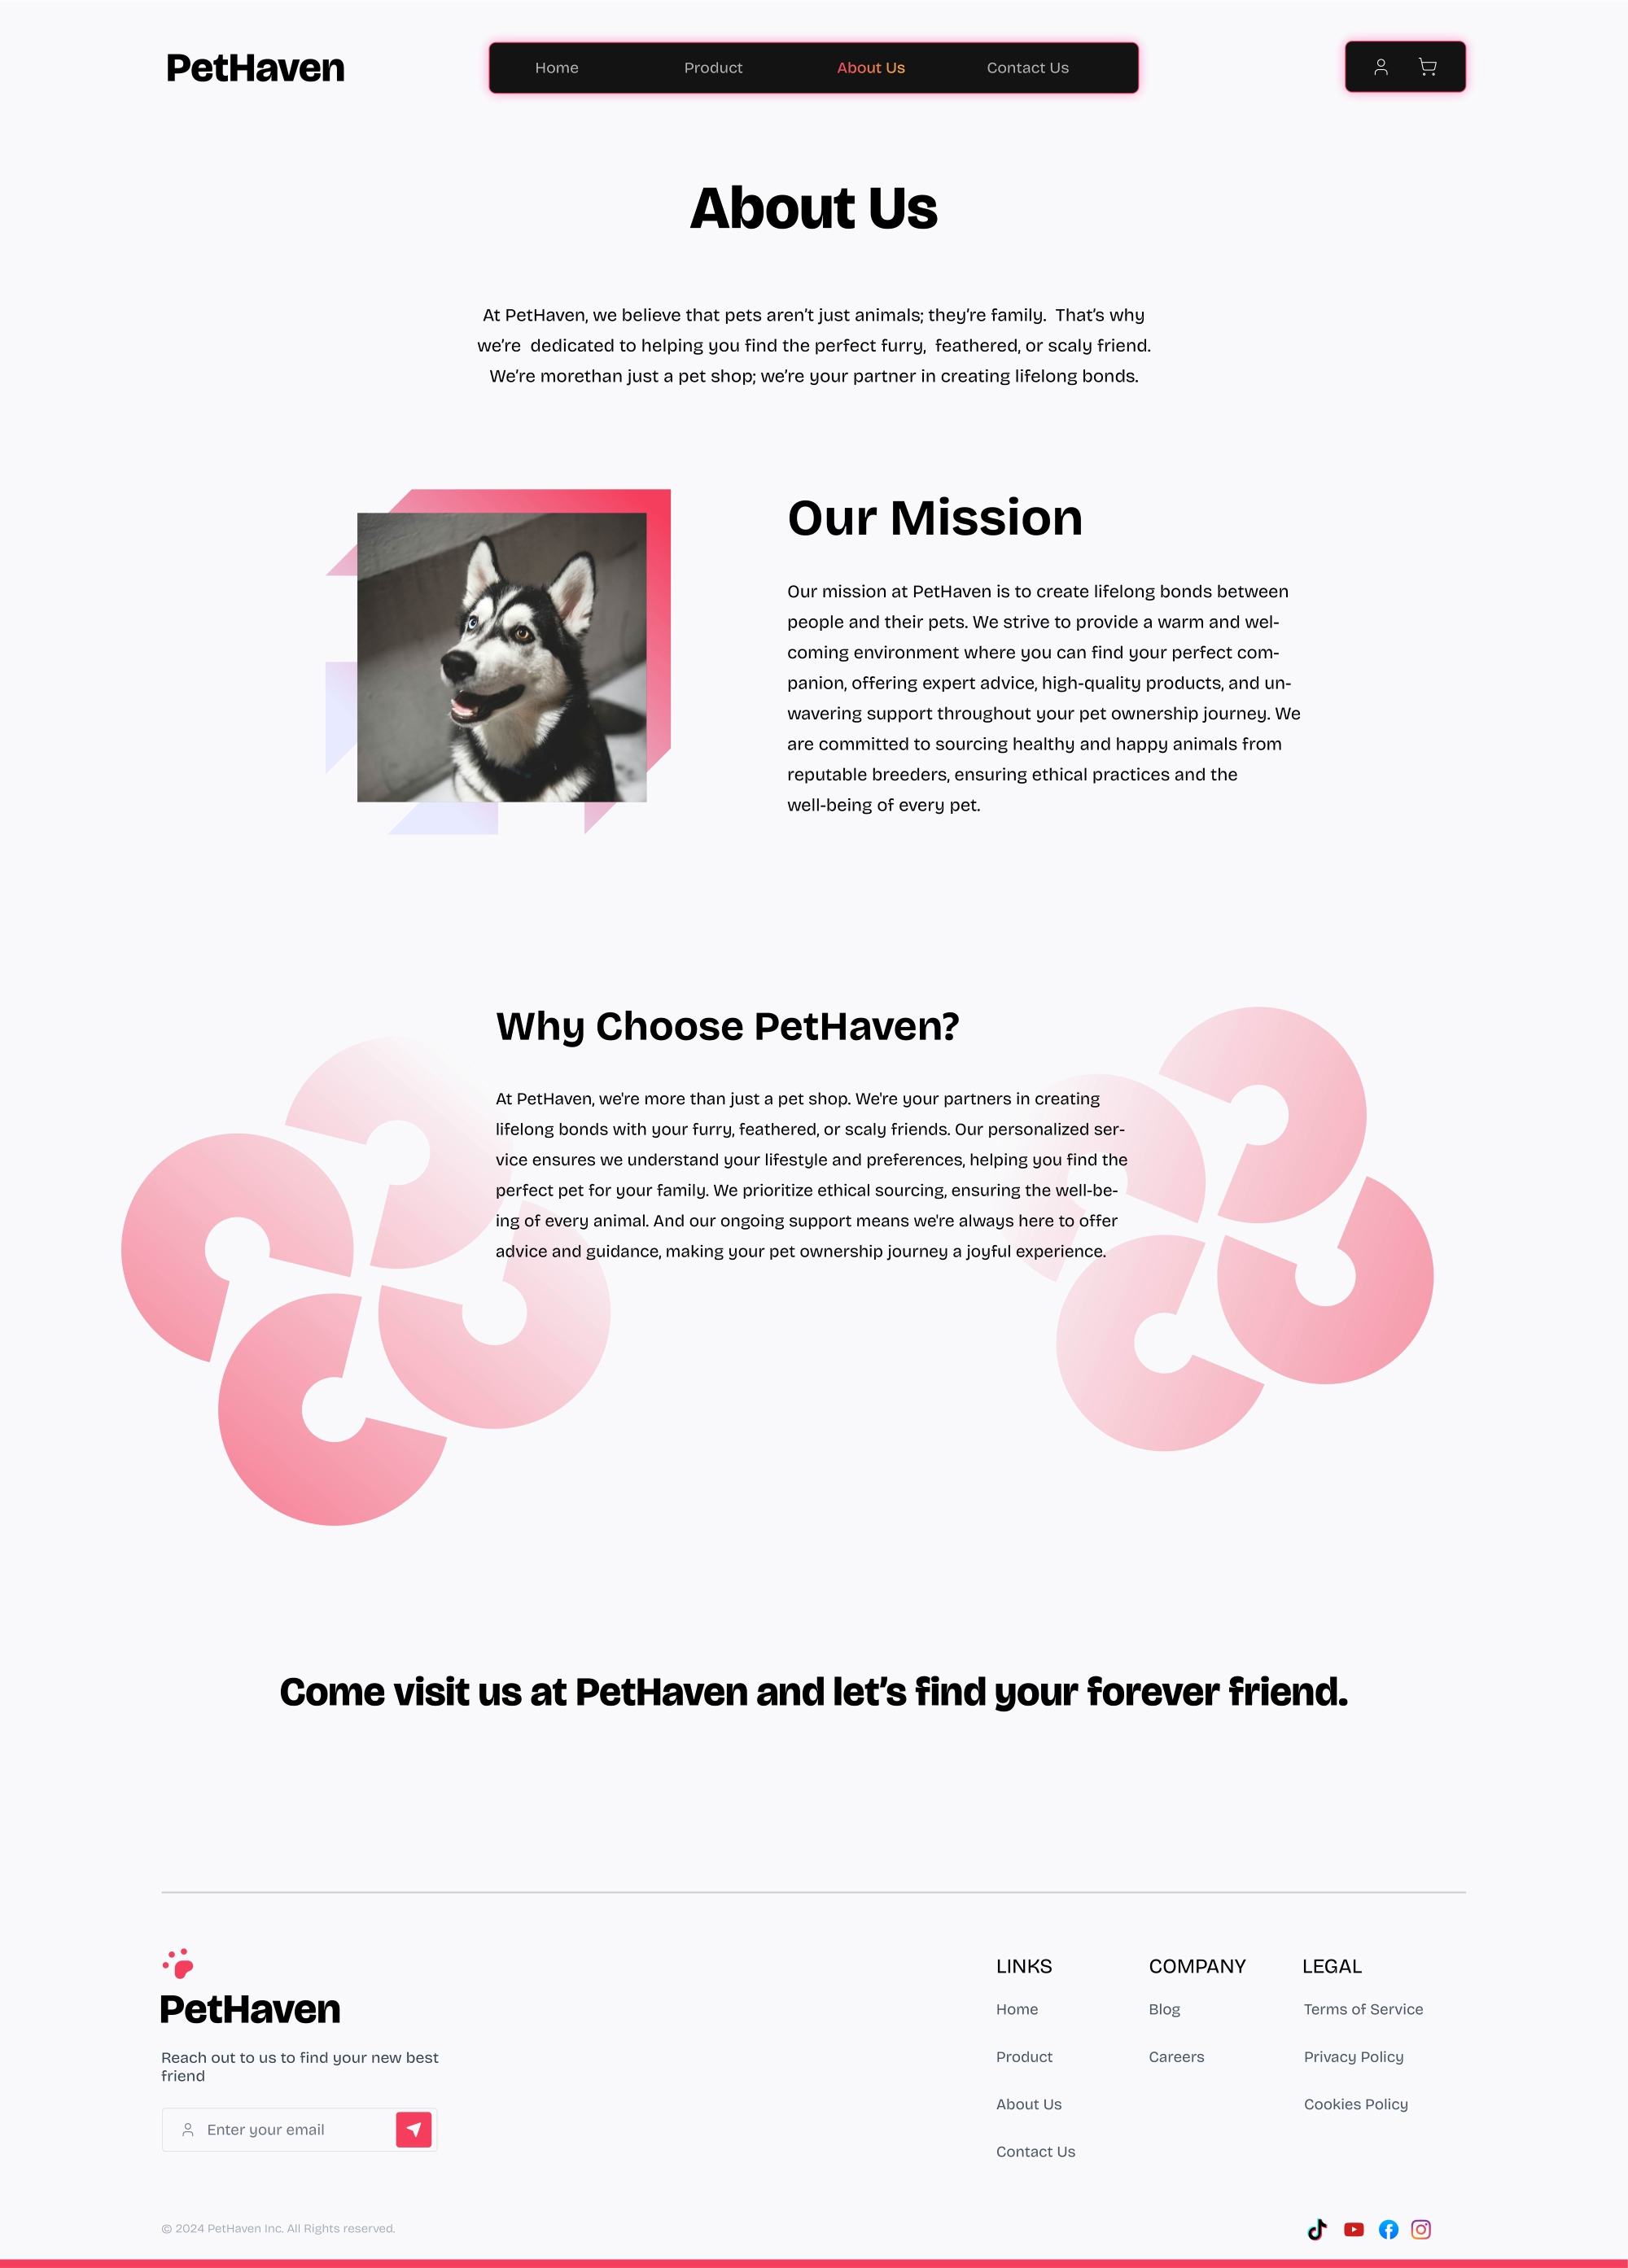 PetHaven
Home Product About Us Contact Us
About Us
At PetHaven, we believe that pets aren’t just animals; they’re family.  That’s why
we’re  dedicated to helping you find the perfect furry,  feathered, or scaly friend.
We’re morethan just a pet shop; we’re your partner in creating lifelong bonds.
Our Mission
Our mission at PetHaven is to create lifelong bonds between
people and their pets. We strive to provide a warm and wel-
coming environment where you can find your perfect com-
panion, offering expert advice, high-quality products, and un-
wavering support throughout your pet ownership journey. We
are committed to sourcing healthy and happy animals from
reputable breeders, ensuring ethical practices and the
well-being of every pet.
Why Choose PetHaven?
At PetHaven, we're more than just a pet shop. We're your partners in creating
lifelong bonds with your furry, feathered, or scaly friends. Our personalized ser-
vice ensures we understand your lifestyle and preferences, helping you find the
perfect pet for your family. We prioritize ethical sourcing, ensuring the well-be-
ing of every animal. And our ongoing support means we're always here to offer
advice and guidance, making your pet ownership journey a joyful experience.
Come visit us at PetHaven and let’s find your forever friend.
PetHaven
Reach out to us to find your new best
friend
Enter your email
LINKS
Home
Product
About Us
Contact Us
COMPANY
Blog
Careers
LEGAL
Terms of Service
Privacy Policy
Cookies Policy
© 2024 PetHaven Inc. All Rights reserved.